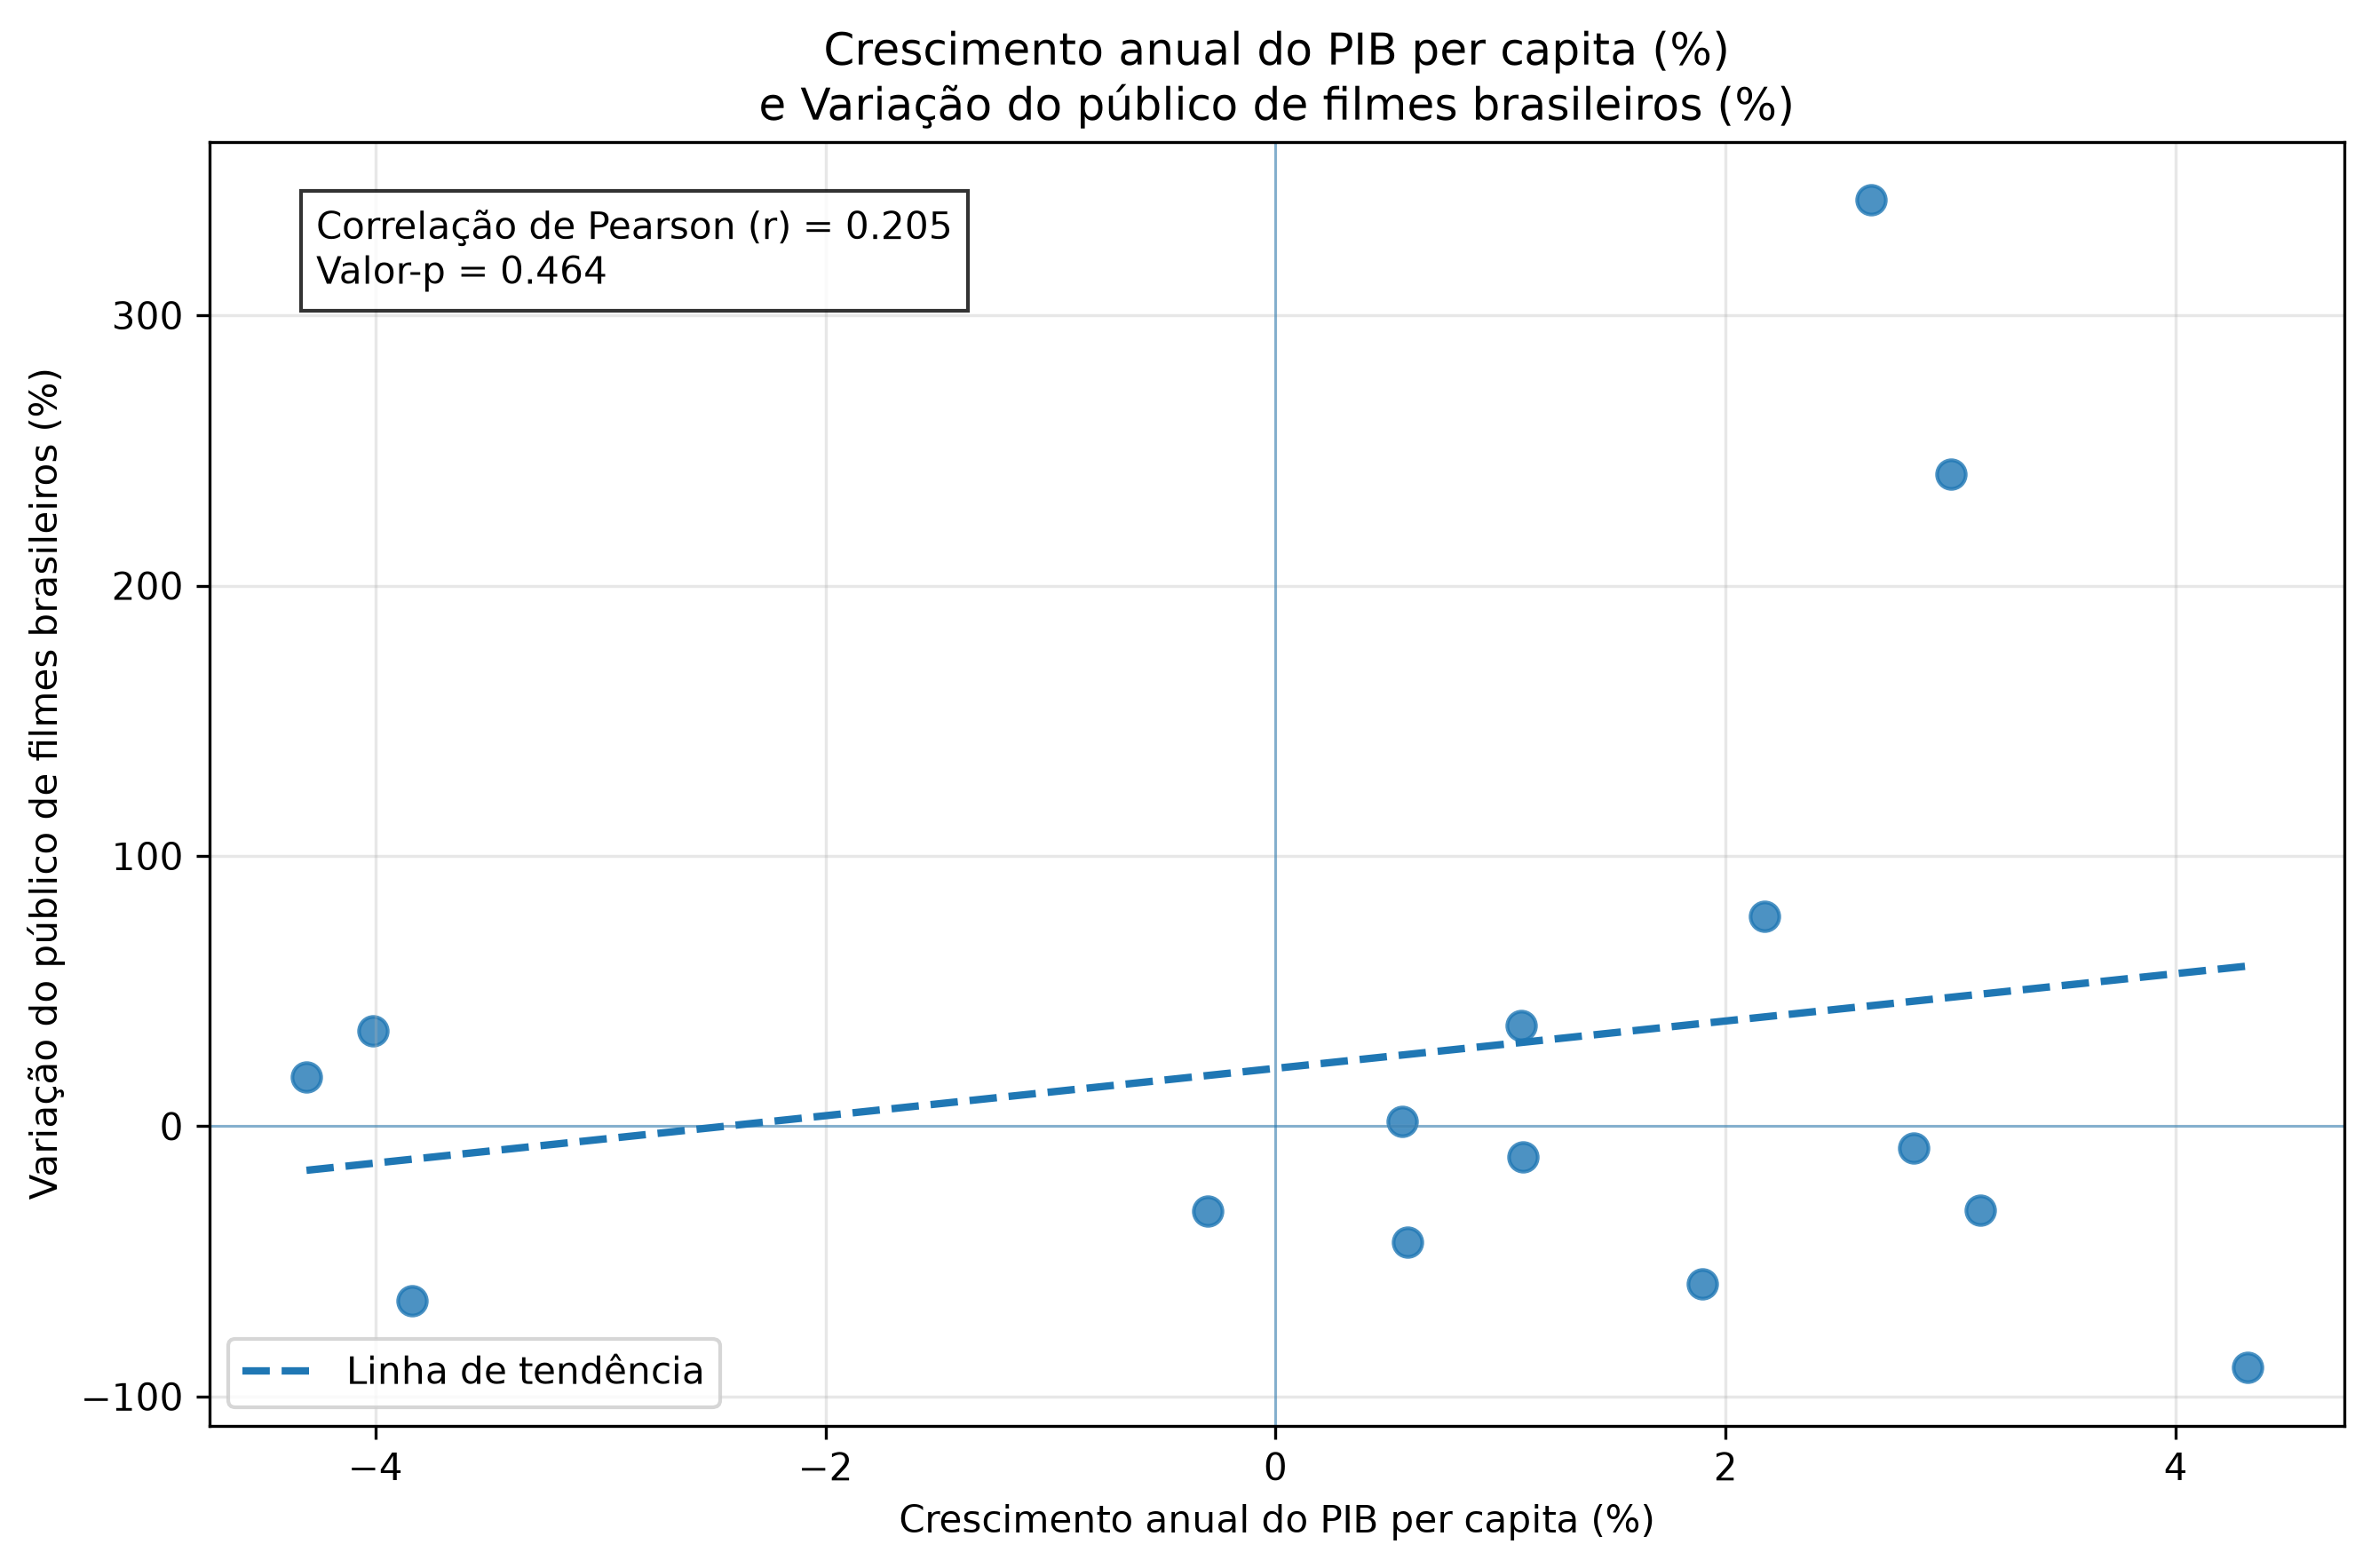 Crescimento anual do PIB per capita (%)
e Variação do público de filmes brasileiros (%)
Correlação de Pearson (r) = 0.205
Valor-p = 0.464
Variação do público de filmes brasileiros (%)
300
200
100
0
−100
Linha de tendência
−4
−2
0
2
4
Crescimento anual do PIB per capita (%)